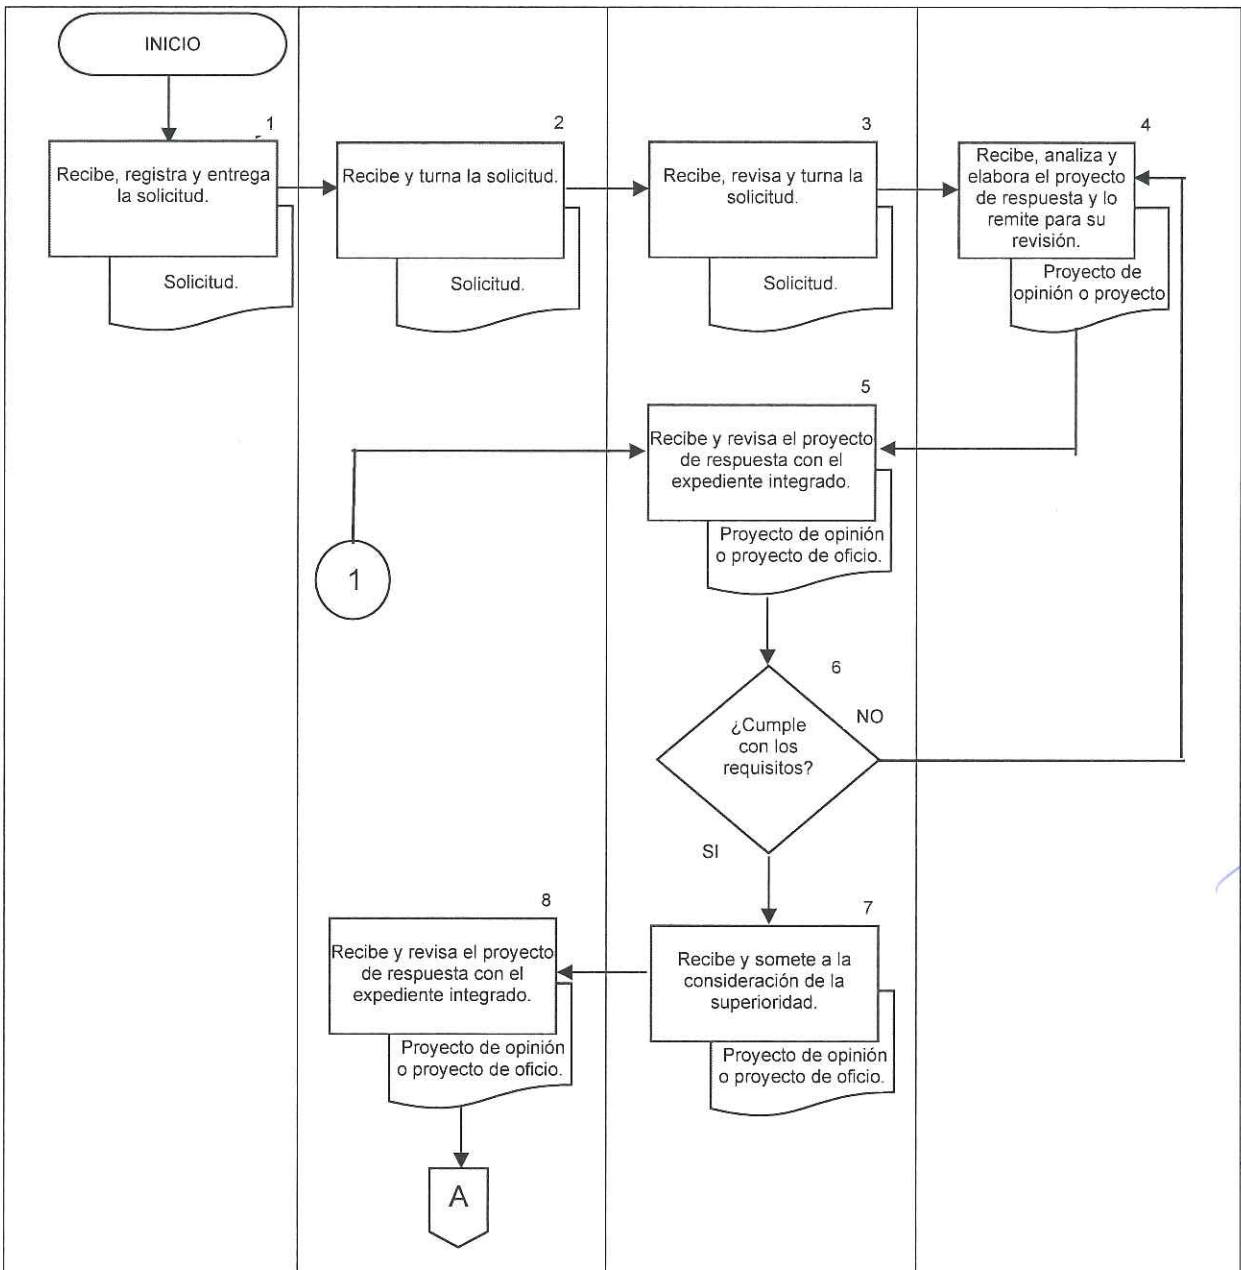 INICIO
1
Recibe, registra y entrega
la solicitud.
Solicitud.
2
Recibe y turna la solicitud.
Solicitud.
3
Recibe, revisa y turna la
solicitud.
Solicitud.
4
Recibe, analiza y
elabora el proyecto
de respuesta y lo
remite para su
revisión.
Proyecto de
opinión o proyecto
5
Recibe y revisa el proyecto
de respuesta con el
expediente integrado.
Proyecto de opinión
o proyecto de oficio.
1
6
¿Cumple
con los
requisitos?
NO
SI
7
Recibe y somete a la
consideración de la
superioridad.
Proyecto de opinión
o proyecto de oficio.
8
Recibe y revisa el proyecto
de respuesta con el
expediente integrado.
Proyecto de opinión
o proyecto de oficio.
A